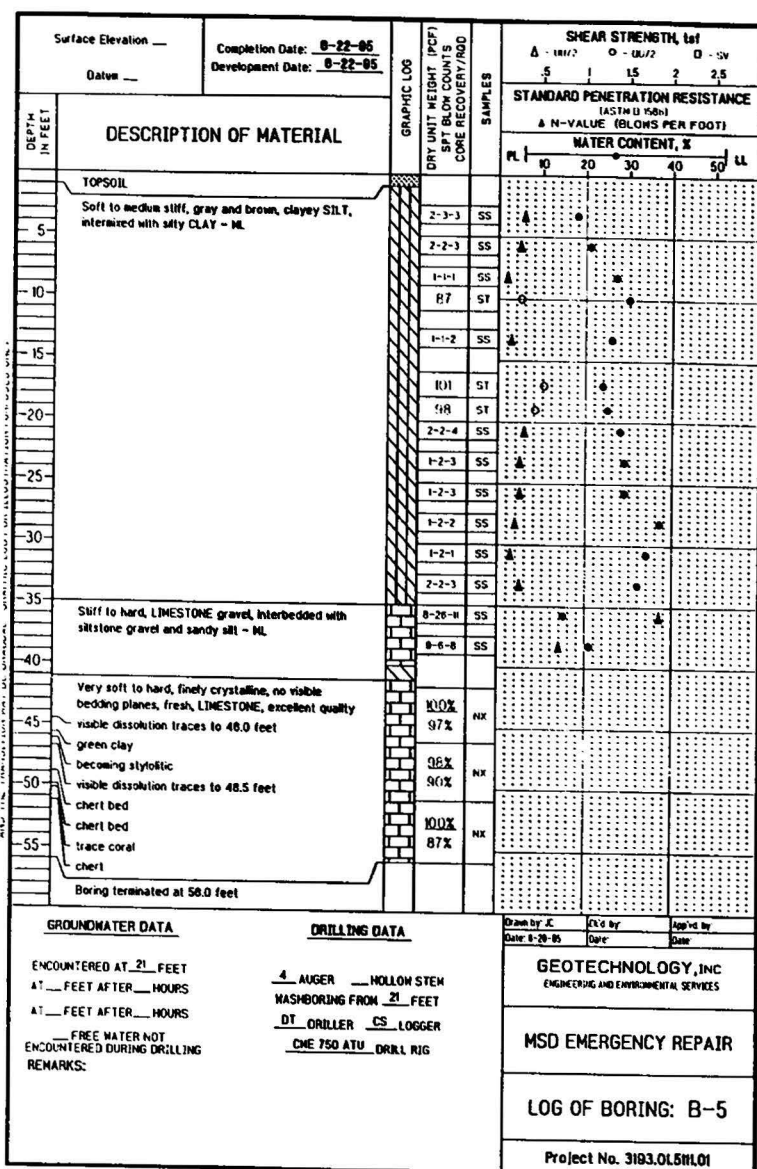 Surface Elevation __
Datum __
Completion Date: 8-22-95
Development Date: 8-22-95
GRAPHIC LOG
DRY UNIT WEIGHT (PCF)
SPT BLOW COUNTS
CORE RECOVERY/RQD
SAMPLES
SHEAR STRENGTH, tsf
Δ - UU/2 O - QU/2 □ - SV
.5 1 1.5 2 2.5
STANDARD PENETRATION RESISTANCE
(ASTM D 1586)
▲ N-VALUE (BLOWS PER FOOT)
WATER CONTENT, %
PL LL
10 20 30 40 50
DEPTH IN FEET
DESCRIPTION OF MATERIAL
TOPSOIL
Soft to medium stiff, gray and brown, clayey SILT,
intermixed with silty CLAY - ML
2-3-3 SS
5
2-2-3 SS
1-1-1 SS
10
87 ST
1-1-2 SS
15
101 ST
20
98 ST
2-2-4 SS
1-2-3 SS
25
1-2-3 SS
1-2-2 SS
30
1-2-1 SS
2-2-3 SS
35
Stiff to hard, LIMESTONE gravel, interbedded with
siltstone gravel and sandy silt - ML
8-26-11 SS
SS
40
Very soft to hard, finely crystalline, no visible
bedding planes, fresh, LIMESTONE, excellent quality
100%
97%
NX
45
visible dissolution traces to 46.0 feet
green clay
becoming stylolitic
visible dissolution traces to 48.5 feet
98%
90%
NX
50
chert bed
chert bed
trace coral
chert
100%
87%
NX
55
Boring terminated at 56.0 feet
GROUNDWATER DATA
ENCOUNTERED AT 21 FEET
AT __ FEET AFTER __ HOURS
AT __ FEET AFTER __ HOURS
__ FREE WATER NOT
ENCOUNTERED DURING DRILLING
REMARKS:
DRILLING DATA
4 AUGER __ HOLLOW STEM
WASHBORING FROM 21 FEET
DT DRILLER CS LOGGER
CME 750 ATU DRILL RIG
Drawn by: JC
Ck'd by
App'vd by
Date:
Date:
Date:
GEOTECHNOLOGY, INC
ENGINEERING AND ENVIRONMENTAL SERVICES
MSD EMERGENCY REPAIR
LOG OF BORING: B-5
Project No. 3193.01.5111.01